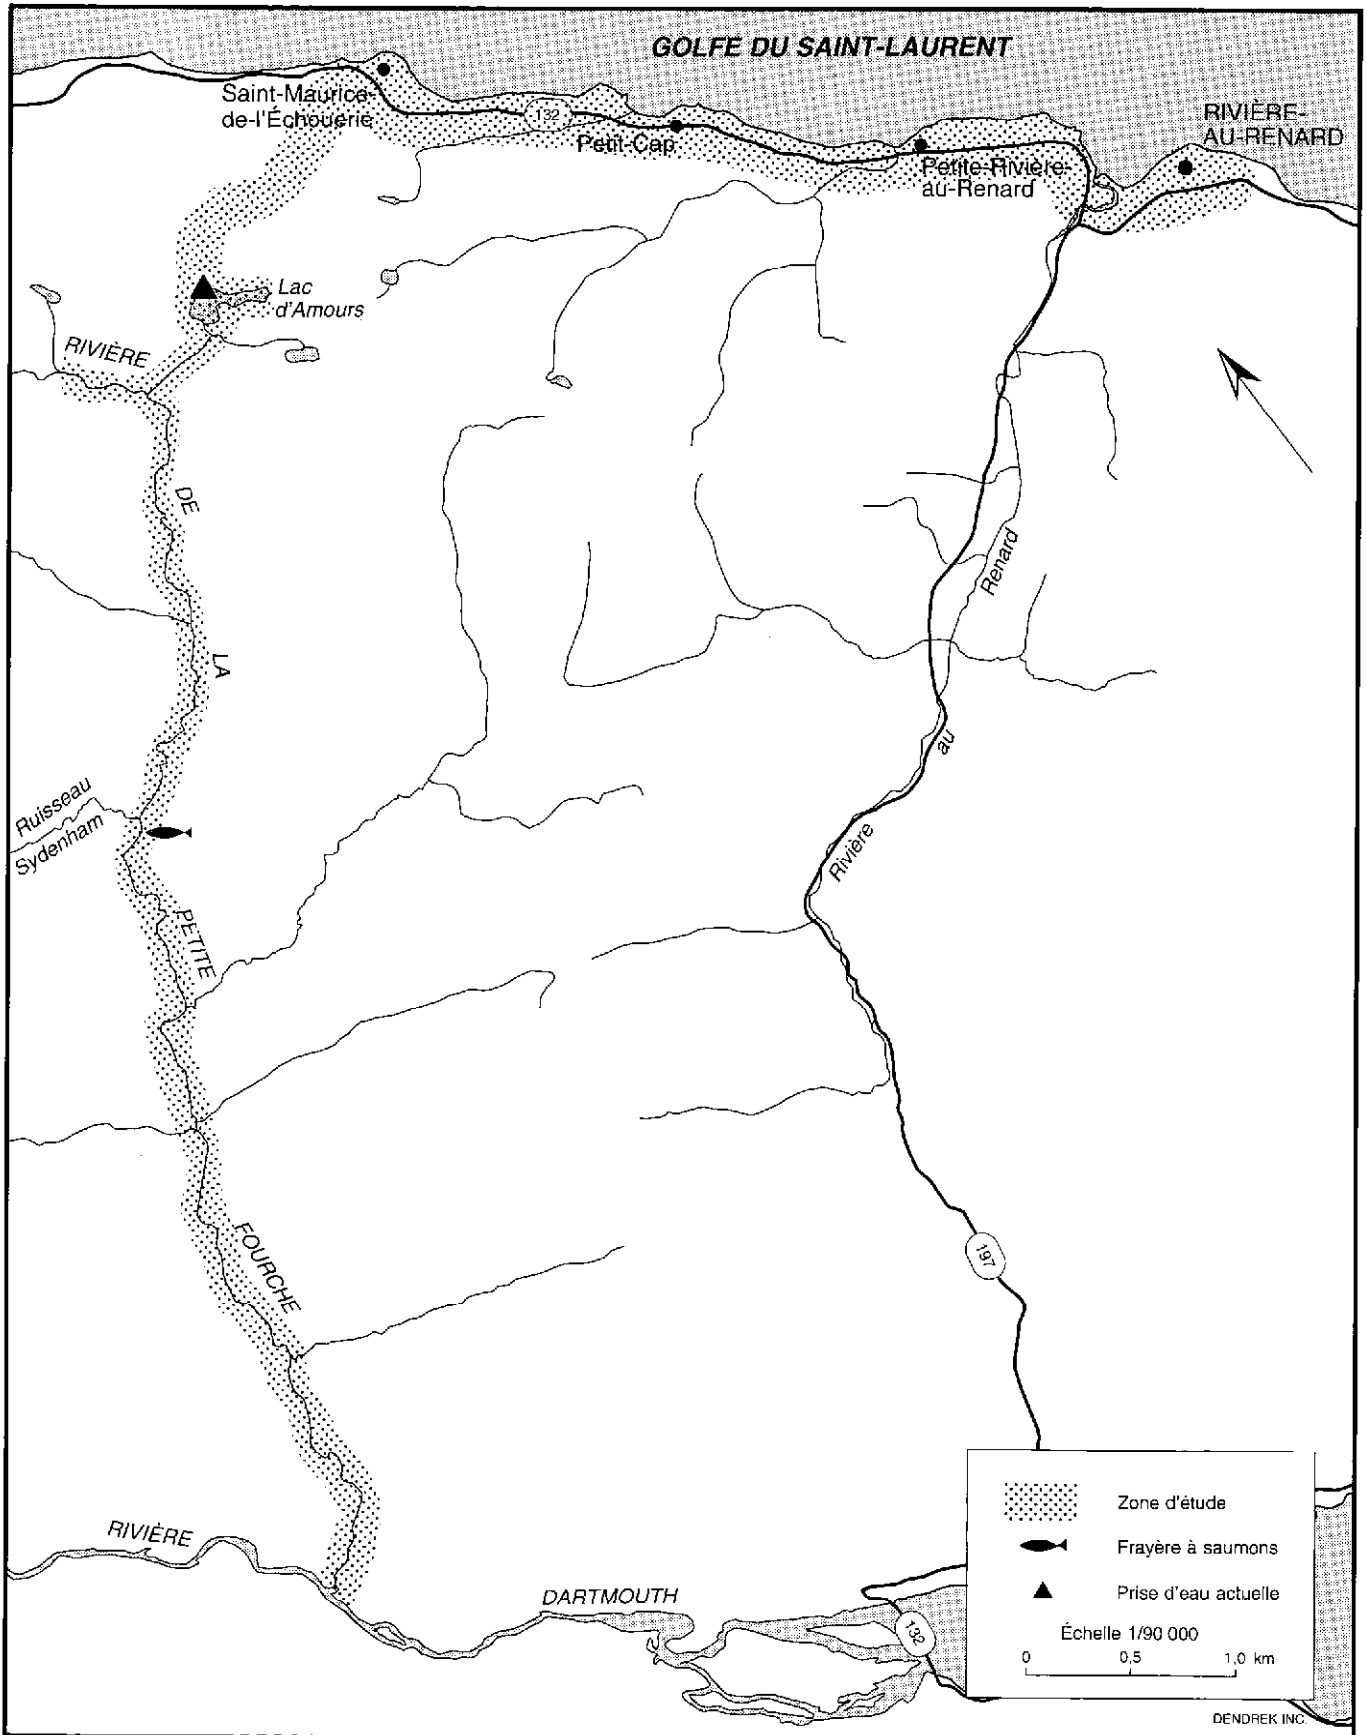 GOLFE DU SAINT-LAURENT
Saint-Maurice-
de-l'Échouerie
132
Petit-Cap
Petite-Rivière-
au-Renard
RIVIÈRE-
AU-RENARD
Lac
d'Amours
RIVIÈRE
DE
LA
PETITE
FOURCHE
Ruisseau
Sydenham
Renard
au
Rivière
197
RIVIÈRE
DARTMOUTH
132
Zone d'étude
Frayère à saumons
Prise d'eau actuelle
Échelle 1/90 000
0 0,5 1,0 km
DENDREK INC.